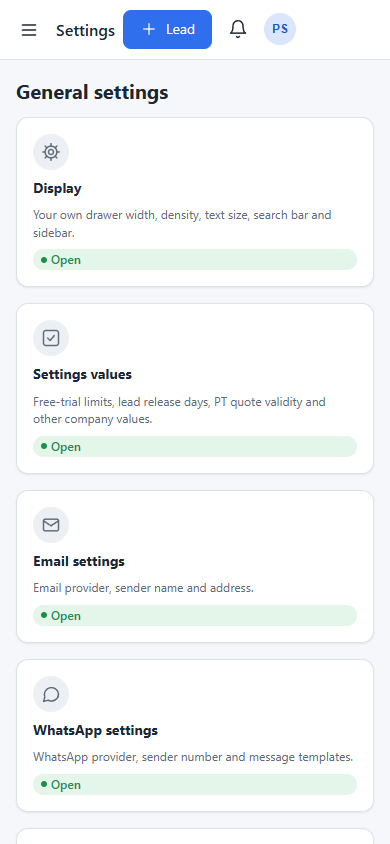 Settings
+ Lead
PS
General settings
Display
Your own drawer width, density, text size, search bar and
sidebar.
Open
Settings values
Free-trial limits, lead release days, PT quote validity and
other company values.
Open
Email settings
Email provider, sender name and address.
Open
WhatsApp settings
WhatsApp provider, sender number and message templates.
Open